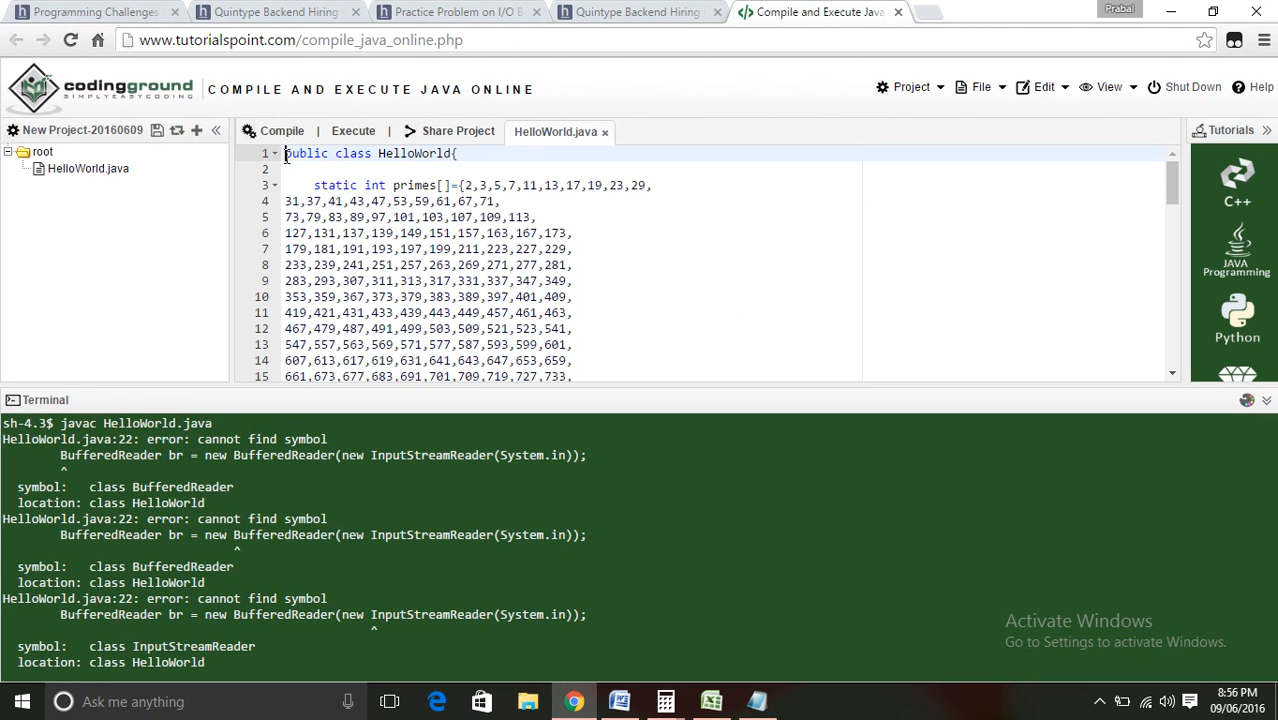 Programming Challenges
Quintype Backend Hiring
Practice Problem on I/O B
Quintype Backend Hiring
Compile and Execute Java
Prabal
www.tutorialspoint.com/compile_java_online.php
codingground
SIMPLYEASYCODING
COMPILE AND EXECUTE JAVA ONLINE
Project
File
Edit
View
Shut Down
Help
New Project-20160609
Compile | Execute
Share Project
HelloWorld.java
Tutorials
root
HelloWorld.java
1 public class HelloWorld{
2
3 static int primes[]={2,3,5,7,11,13,17,19,23,29,
4 31,37,41,43,47,53,59,61,67,71,
5 73,79,83,89,97,101,103,107,109,113,
6 127,131,137,139,149,151,157,163,167,173,
7 179,181,191,193,197,199,211,223,227,229,
8 233,239,241,251,257,263,269,271,277,281,
9 283,293,307,311,313,317,331,337,347,349,
10 353,359,367,373,379,383,389,397,401,409,
11 419,421,431,433,439,443,449,457,461,463,
12 467,479,487,491,499,503,509,521,523,541,
13 547,557,563,569,571,577,587,593,599,601,
14 607,613,617,619,631,641,643,647,653,659,
15 661,673,677,683,691,701,709,719,727,733,
C++
JAVA
Programming
Python
Terminal
sh-4.3$ javac HelloWorld.java
HelloWorld.java:22: error: cannot find symbol
BufferedReader br = new BufferedReader(new InputStreamReader(System.in));
^
symbol: class BufferedReader
location: class HelloWorld
HelloWorld.java:22: error: cannot find symbol
BufferedReader br = new BufferedReader(new InputStreamReader(System.in));
^
symbol: class BufferedReader
location: class HelloWorld
HelloWorld.java:22: error: cannot find symbol
BufferedReader br = new BufferedReader(new InputStreamReader(System.in));
^
symbol: class InputStreamReader
location: class HelloWorld
Activate Windows
Go to Settings to activate Windows.
Ask me anything
8:56 PM
09/06/2016